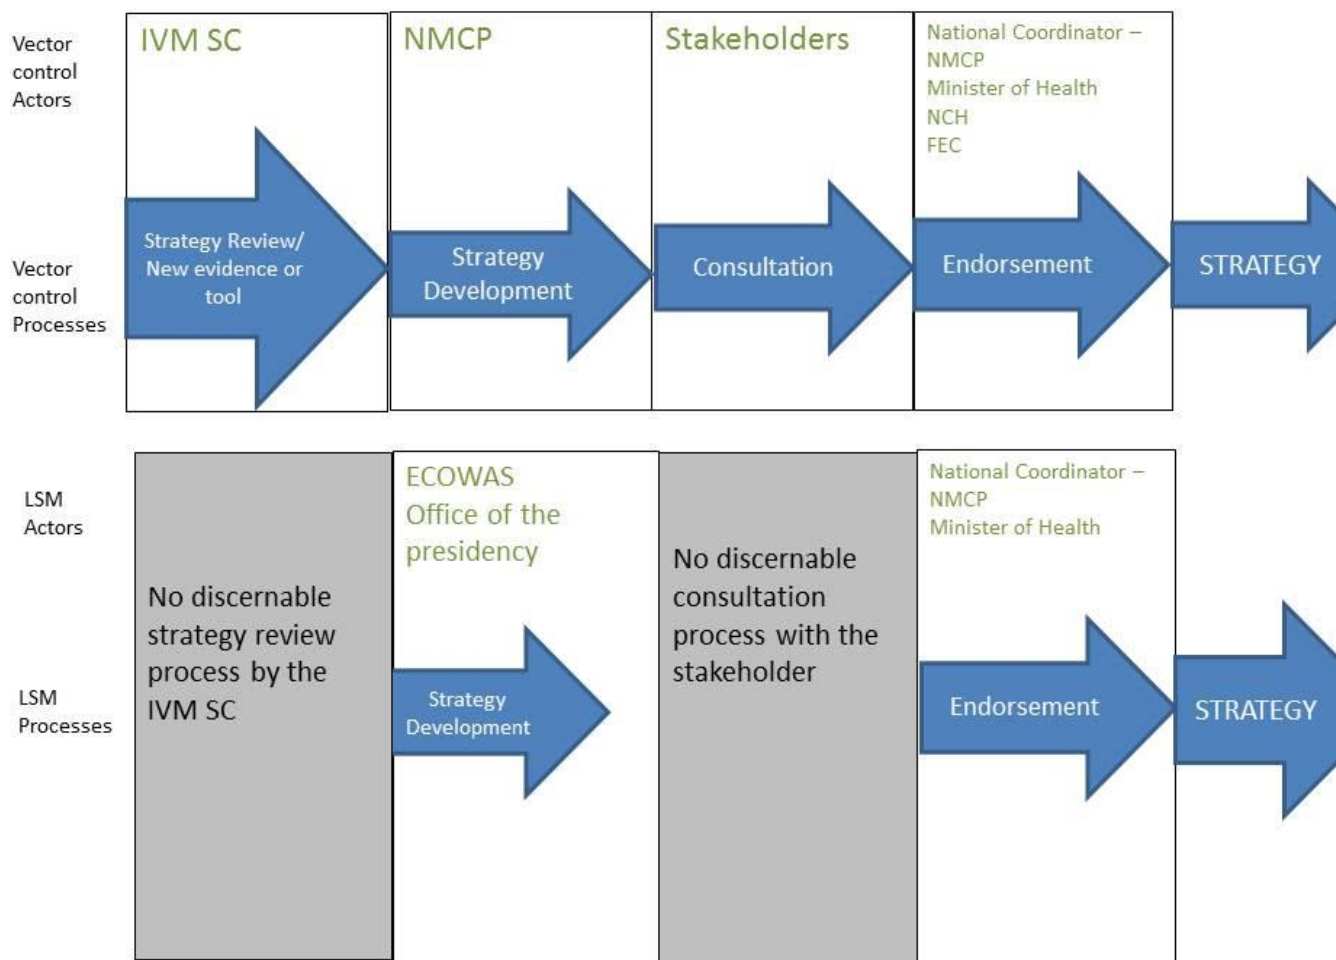 Vector
control
Actors
IVM SC
NMCP
Stakeholders
National Coordinator –
NMCP
Minister of Health
NCH
FEC
Vector
control
Processes
Strategy Review/
New evidence or
tool
Strategy
Development
Consultation
Endorsement
STRATEGY
LSM
Actors
No discernable
strategy review
process by the
IVM SC
ECOWAS
Office of the
presidency
No discernable
consultation
process with the
stakeholder
National Coordinator –
NMCP
Minister of Health
LSM
Processes
Strategy
Development
Endorsement
STRATEGY